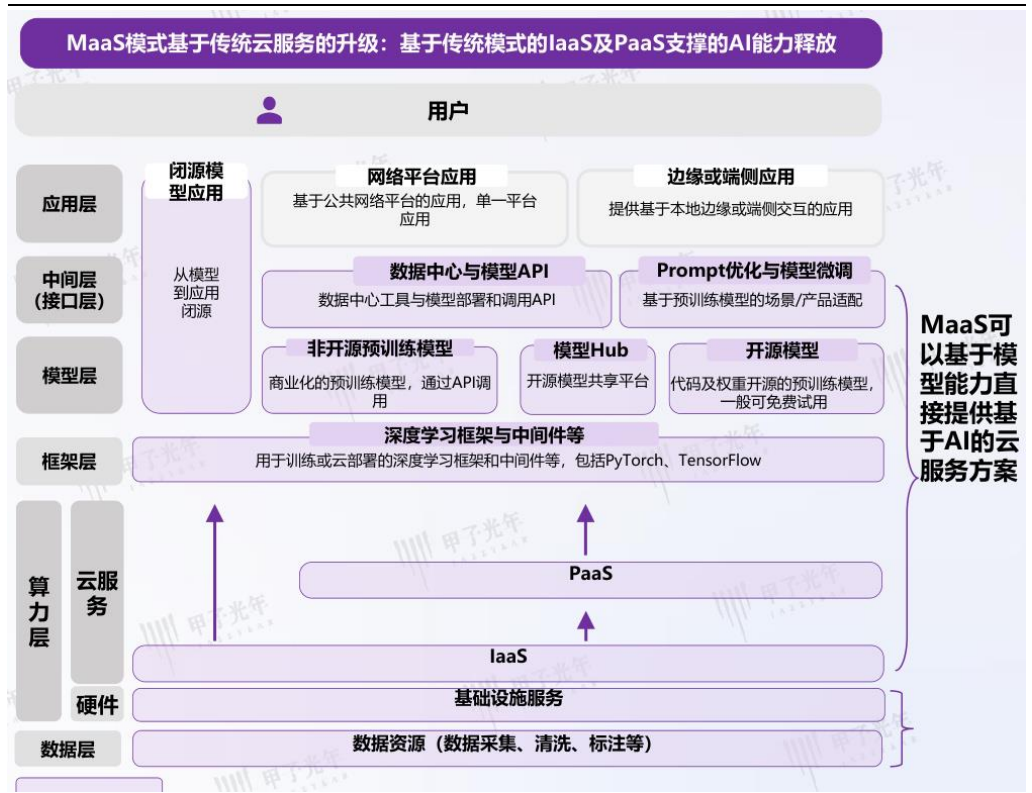 MaaS模式基于传统云服务的升级：基于传统模式的IaaS及PaaS支撑的AI能力释放
用户
应用层
闭源模
型应用
从模型
到应用
闭源
网络平台应用
基于公共网络平台的应用，单一平台
应用
边缘或端侧应用
提供基于本地边缘或端侧交互的应用
中间层
（接口层）
数据中心与模型API
数据中心工具与模型部署和调用API
Prompt优化与模型微调
基于预训练模型的场景/产品适配
模型层
非开源预训练模型
商业化的预训练模型，通过API调
用
模型Hub
开源模型共享平台
开源模型
代码及权重开源的预训练模型，
一般可免费试用
框架层
深度学习框架与中间件等
用于训练或云部署的深度学习框架和中间件等，包括PyTorch、TensorFlow
算
力
层
云服
务
PaaS
IaaS
硬件
基础设施服务
数据层
数据资源（数据采集、清洗、标注等）
MaaS可
以基于模
型能力直
接提供基
于AI的云
服务方案
甲子光年
JAZZYEAR